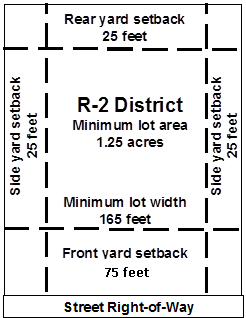 Rear yard setback
25 feet
Side yard setback
25 feet
R-2 District
Minimum lot area
1.25 acres
Side yard setback
25 feet
Minimum lot width
165 feet
Front yard setback
75 feet
Street Right-of-Way